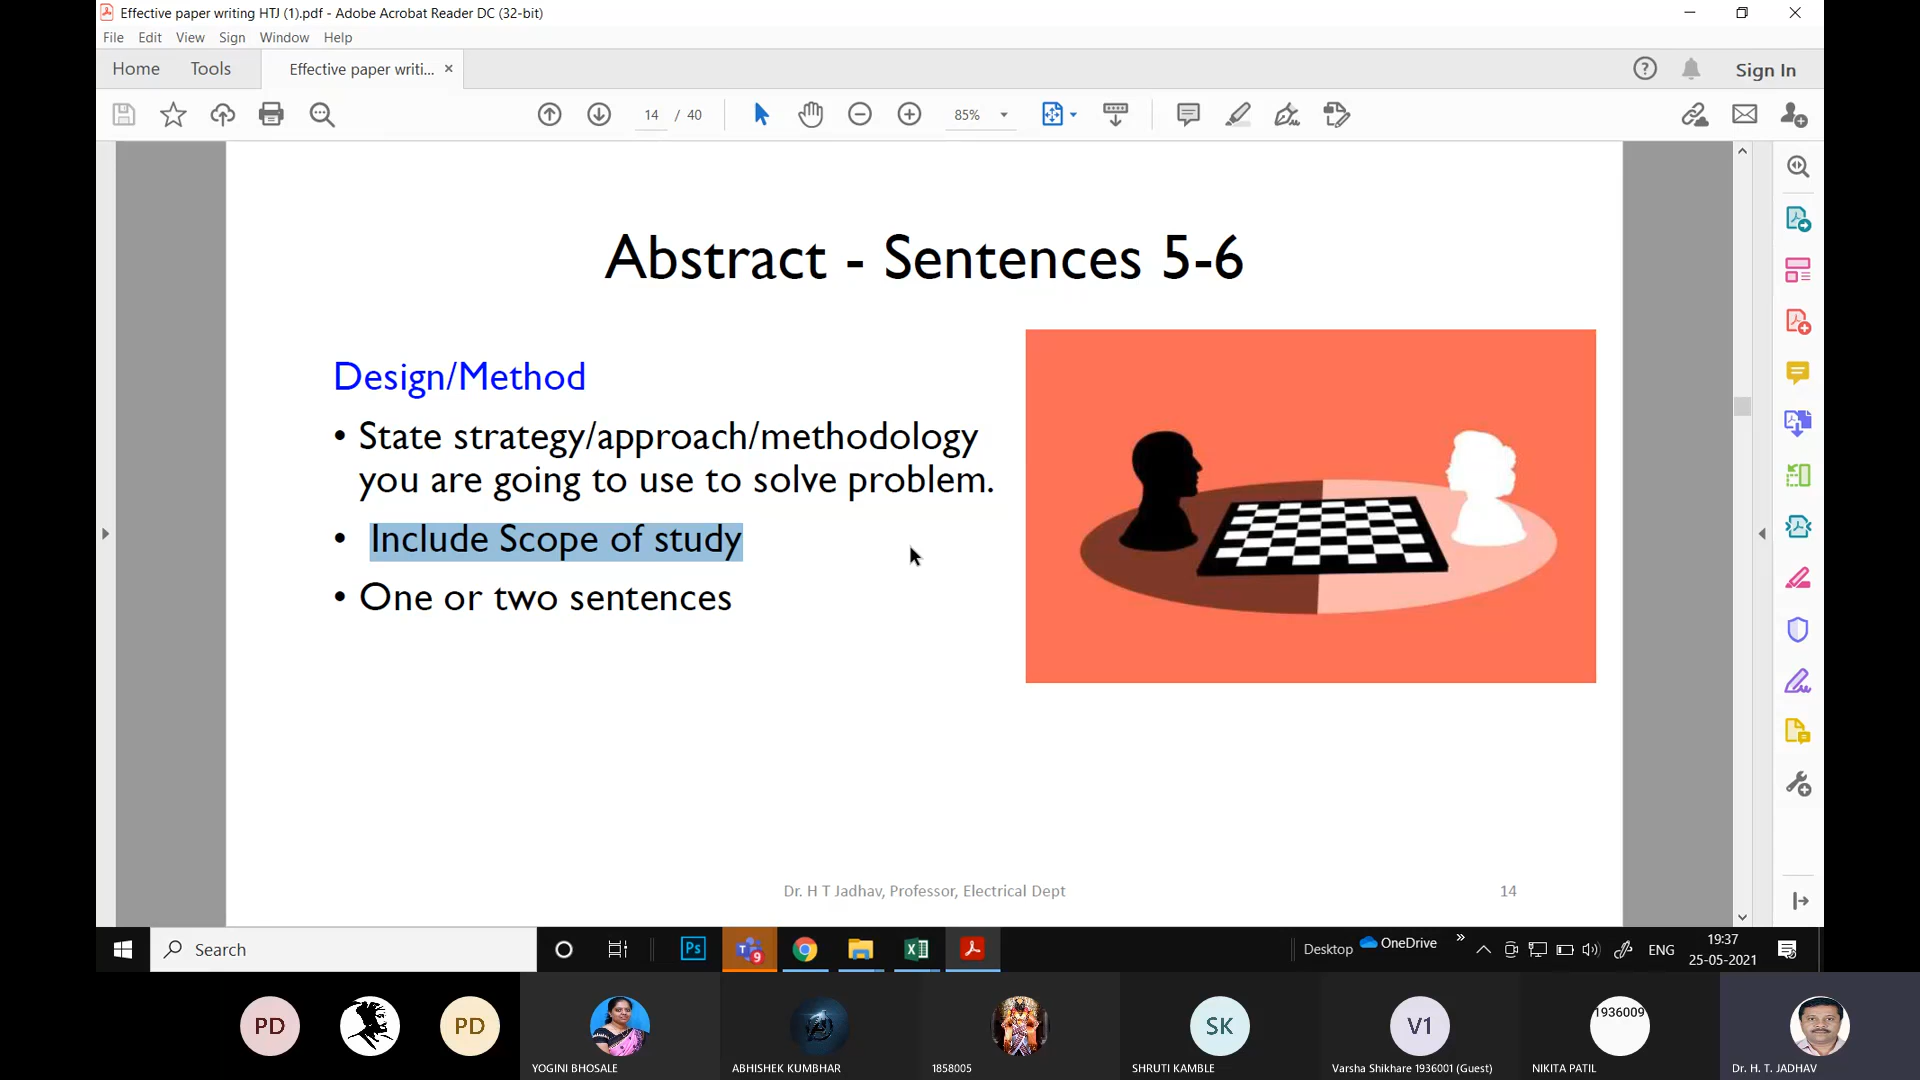 Effective paper writing HTJ (1).pdf - Adobe Acrobat Reader DC (32-bit)
File Edit View Sign Window Help
Home Tools Effective paper writi... × Sign In
14 / 40 85%
Abstract - Sentences 5-6
Design/Method
• State strategy/approach/methodology
you are going to use to solve problem.
• Include Scope of study
• One or two sentences
Dr. H T Jadhav, Professor, Electrical Dept 14
Search Ps T 9 Desktop OneDrive » ENG 19:37
25-05-2021
PD PD SK V1 1936009
YOGINI BHOSALE ABHISHEK KUMBHAR 1858005 SHRUTI KAMBLE Varsha Shikhare 1936001 (Guest) NIKITA PATIL Dr. H. T. JADHAV